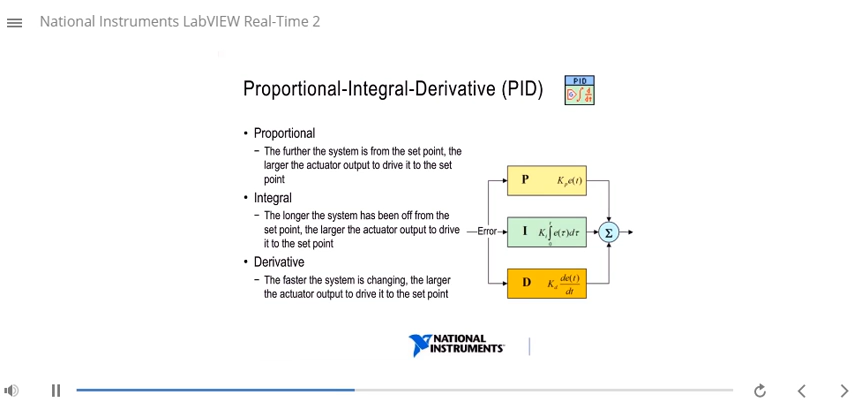 National Instruments LabVIEW Real-Time 2
Proportional-Integral-Derivative (PID)
PID
• Proportional
– The further the system is from the set point, the
larger the actuator output to drive it to the set
point
• Integral
– The longer the system has been off from the
set point, the larger the actuator output to drive
it to the set point
• Derivative
– The faster the system is changing, the larger
the actuator output to drive it to the set point
Error
P K_p e(t)
I K_i ∫_0^t e(τ)dτ
D K_d de(t)/dt
Σ
NATIONAL
INSTRUMENTS